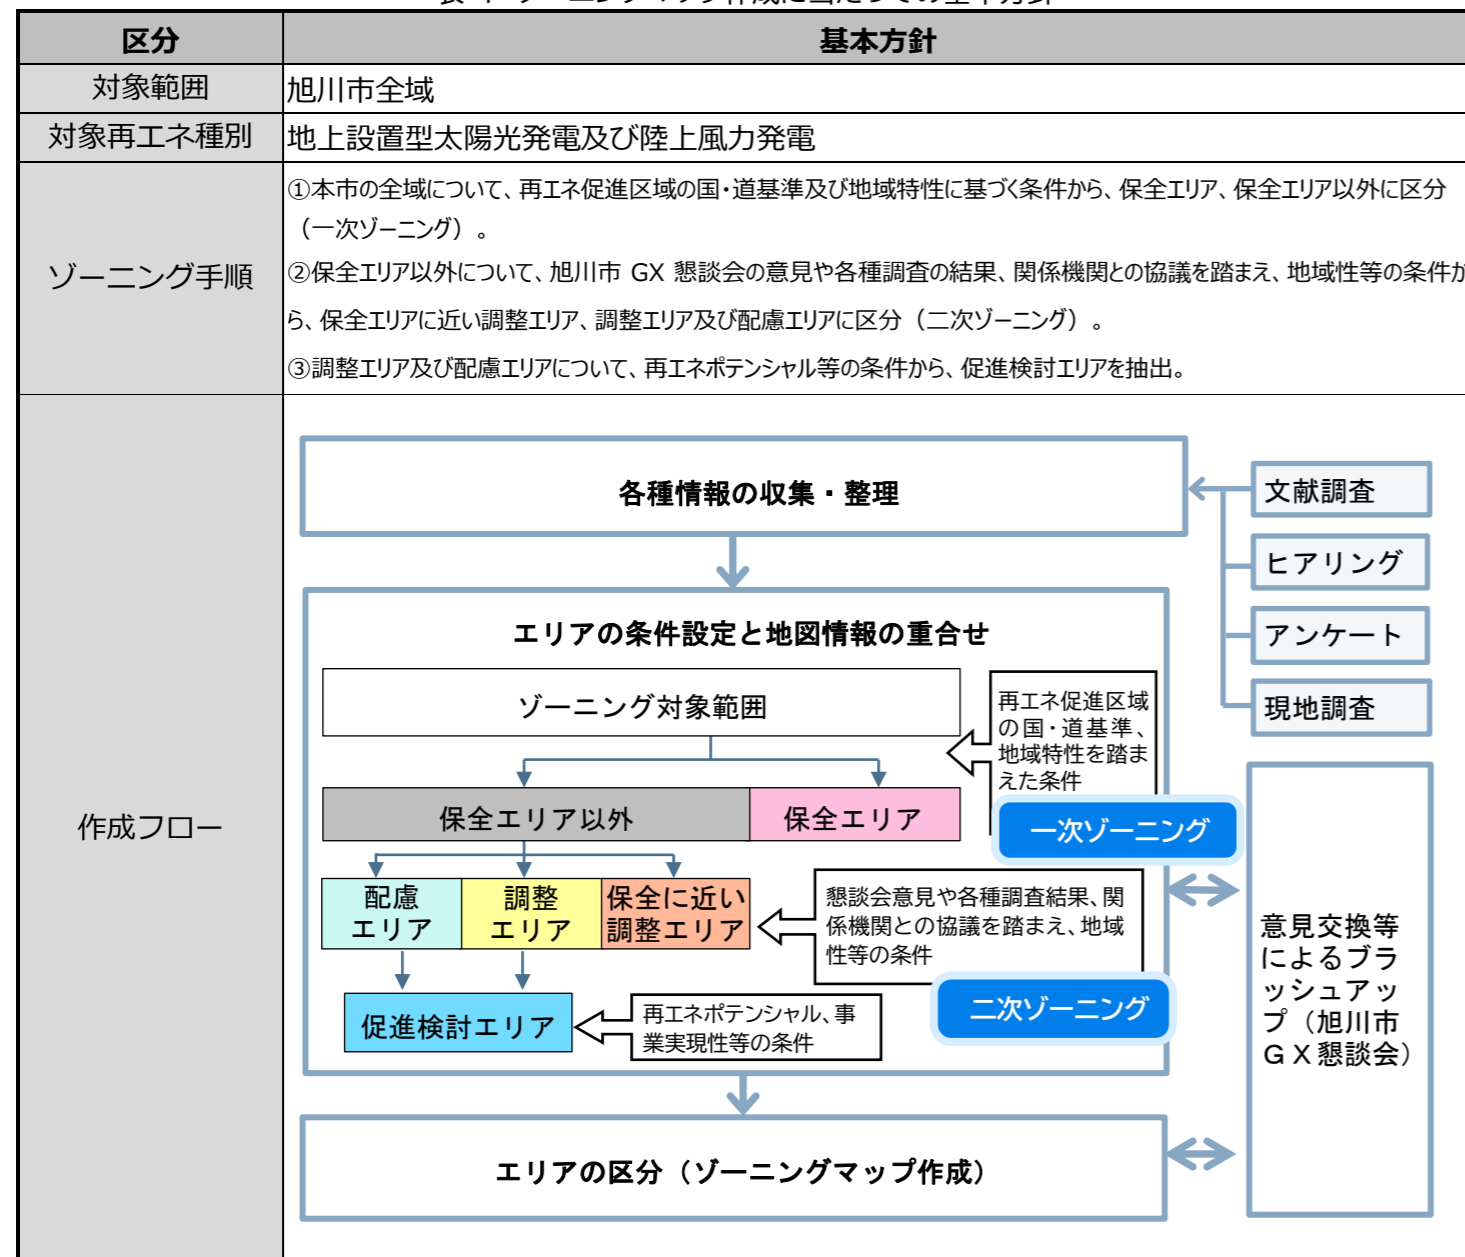 区分
基本方針
対象範囲
旭川市全域
対象再エネ種別
地上設置型太陽光発電及び陸上風力発電
ゾーニング手順
①本市の全域について、再エネ促進区域の国・道基準及び地域特性に基づく条件から、保全エリア、保全エリア以外に区分
（一次ゾーニング）。
②保全エリア以外について、旭川市 GX 懇談会の意見や各種調査の結果、関係機関との協議を踏まえ、地域性等の条件か
ら、保全エリアに近い調整エリア、調整エリア及び配慮エリアに区分（二次ゾーニング）。
③調整エリア及び配慮エリアについて、再エネポテンシャル等の条件から、促進検討エリアを抽出。
作成フロー
各種情報の収集・整理
文献調査
ヒアリング
アンケート
現地調査
エリアの条件設定と地図情報の重合せ
ゾーニング対象範囲
再エネ促進区域
の国・道基準、
地域特性を踏ま
えた条件
保全エリア以外
保全エリア
一次ゾーニング
配慮
エリア
調整
エリア
保全に近い
調整エリア
懇談会意見や各種調査結果、関
係機関との協議を踏まえ、地域
性等の条件
二次ゾーニング
促進検討エリア
再エネポテンシャル、事
業実現性等の条件
意見交換等
によるブラ
ッシュアッ
プ（旭川市
ＧＸ懇談会）
エリアの区分（ゾーニングマップ作成）